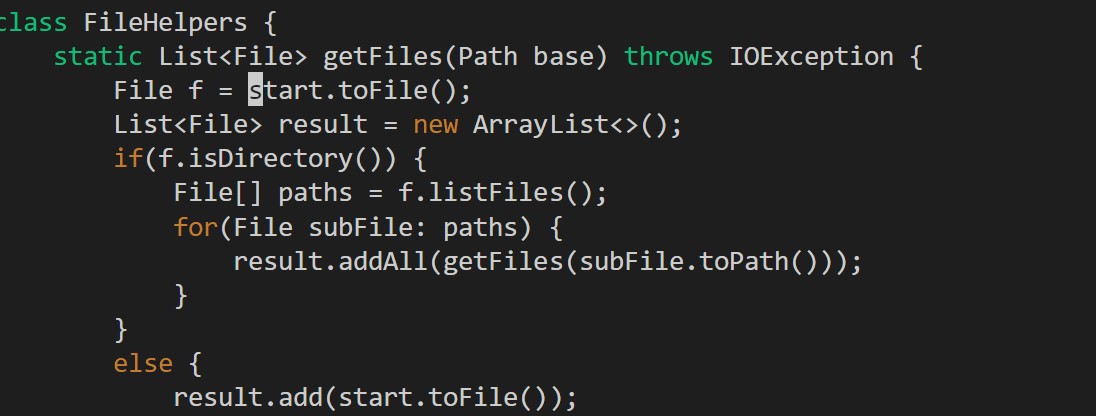 class FileHelpers {
    static List<File> getFiles(Path base) throws IOException {
        File f = start.toFile();
        List<File> result = new ArrayList<>();
        if(f.isDirectory()) {
            File[] paths = f.listFiles();
            for(File subFile: paths) {
                result.addAll(getFiles(subFile.toPath()));
            }
        }
        else {
            result.add(start.toFile());